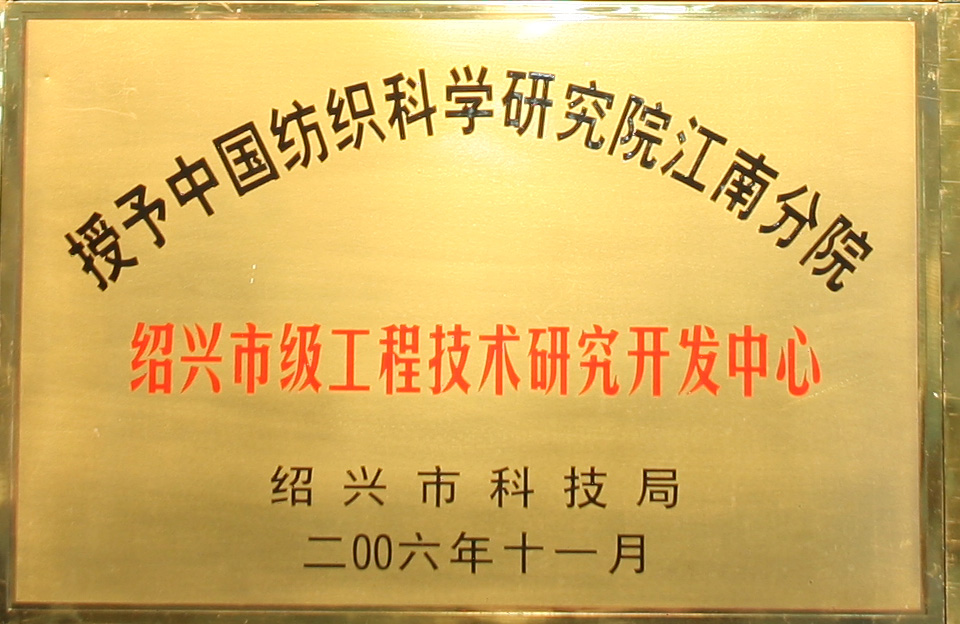 授予中国纺织科学研究院江南分院
绍兴市级工程技术研究开发中心
绍兴市科技局
二00六年十一月